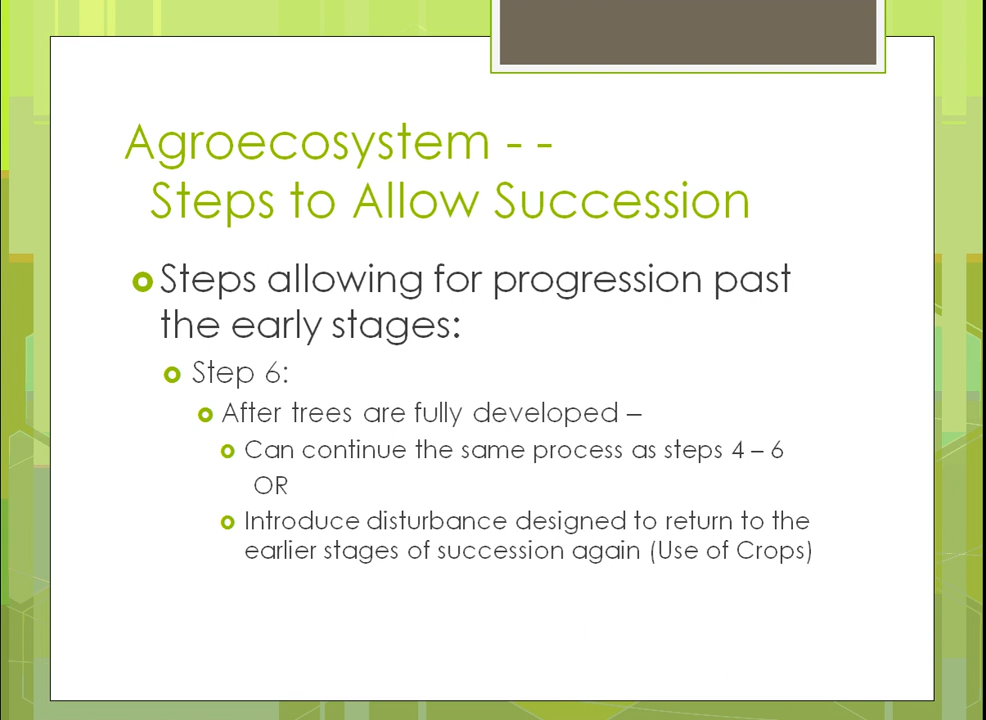 Agroecosystem - -
Steps to Allow Succession
Steps allowing for progression past
the early stages:
Step 6:
After trees are fully developed –
Can continue the same process as steps 4 – 6
OR
Introduce disturbance designed to return to the
earlier stages of succession again (Use of Crops)